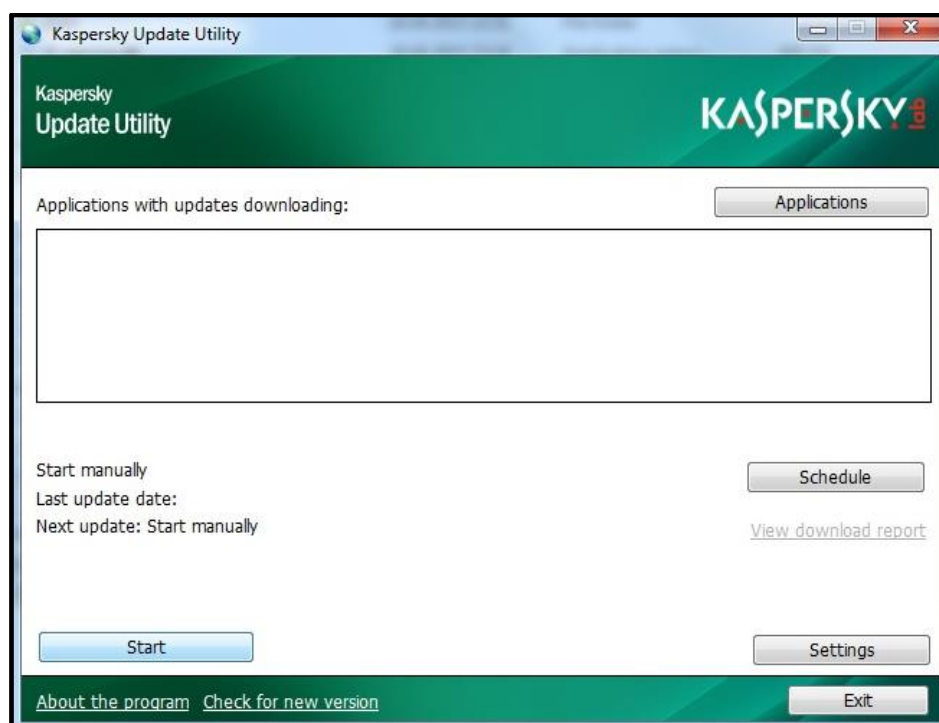 Kaspersky Update Utility
Kaspersky
Update Utility
KASPERSKY lab
Applications with updates downloading:
Applications
Start manually
Schedule
Last update date:
Next update: Start manually
View download report
Start
Settings
About the program Check for new version
Exit